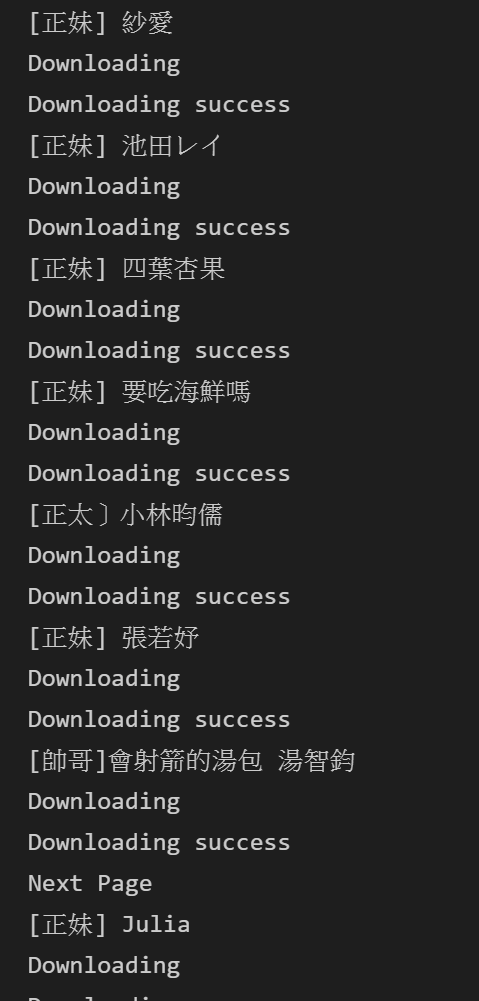 [正妹] 紗愛
Downloading
Downloading success
[正妹] 池田レイ
Downloading
Downloading success
[正妹] 四葉杏果
Downloading
Downloading success
[正妹] 要吃海鮮嗎
Downloading
Downloading success
[正太〕小林昀儒
Downloading
Downloading success
[正妹] 張若妤
Downloading
Downloading success
[帥哥]會射箭的湯包 湯智鈞
Downloading
Downloading success
Next Page
[正妹] Julia
Downloading